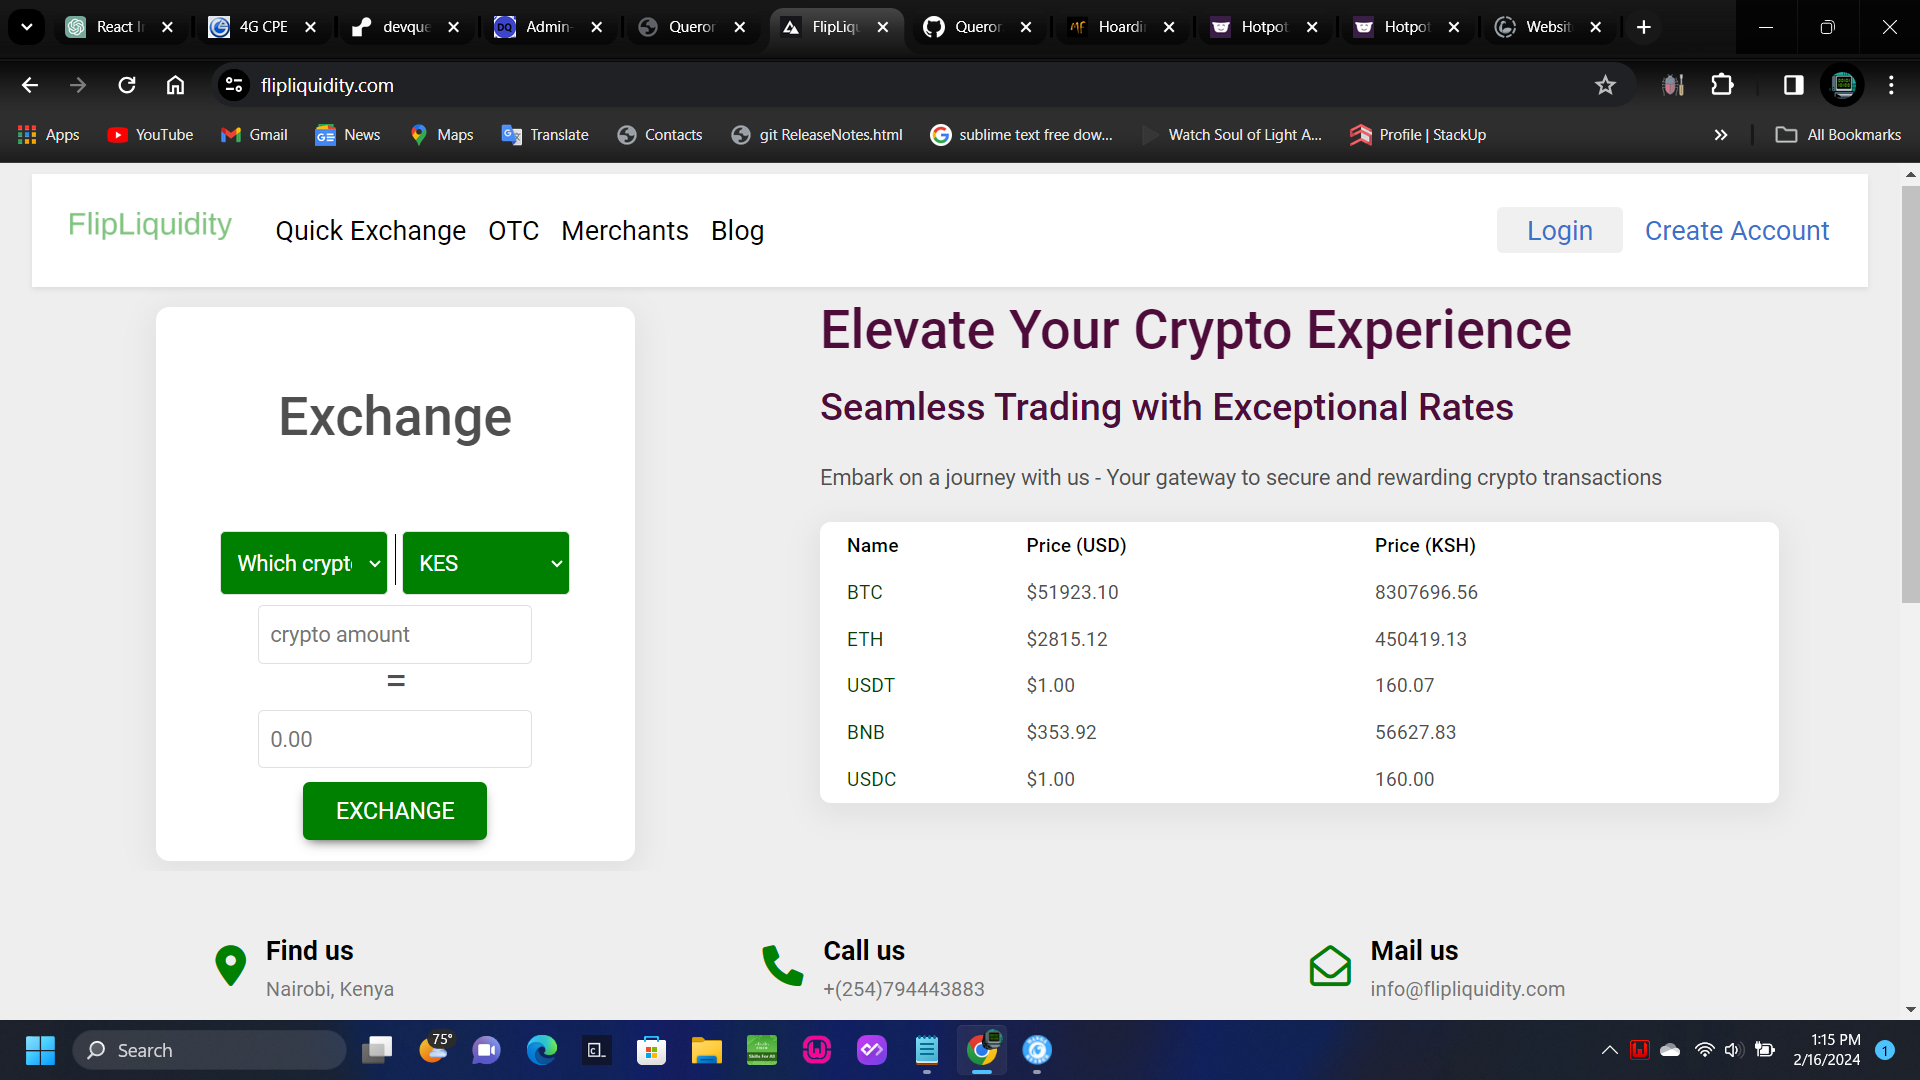 React I
4G CPE
devque
Admin-
Queror
FlipLiqu
Queror
Hoardi
Hotpot
Hotpot
Website
flipliquidity.com
Apps
YouTube
Gmail
News
Maps
Translate
Contacts
git ReleaseNotes.html
sublime text free dow...
Watch Soul of Light A...
Profile | StackUp
All Bookmarks
FlipLiquidity
Quick Exchange
OTC
Merchants
Blog
Login
Create Account
Exchange
Which crypt
KES
crypto amount
=
0.00
EXCHANGE
Elevate Your Crypto Experience
Seamless Trading with Exceptional Rates
Embark on a journey with us - Your gateway to secure and rewarding crypto transactions
Name Price (USD) Price (KSH)
BTC $51923.10 8307696.56
ETH $2815.12 450419.13
USDT $1.00 160.07
BNB $353.92 56627.83
USDC $1.00 160.00
Find us
Nairobi, Kenya
Call us
+(254)794443883
Mail us
info@flipliquidity.com
Search
75°
1:15 PM
2/16/2024
1